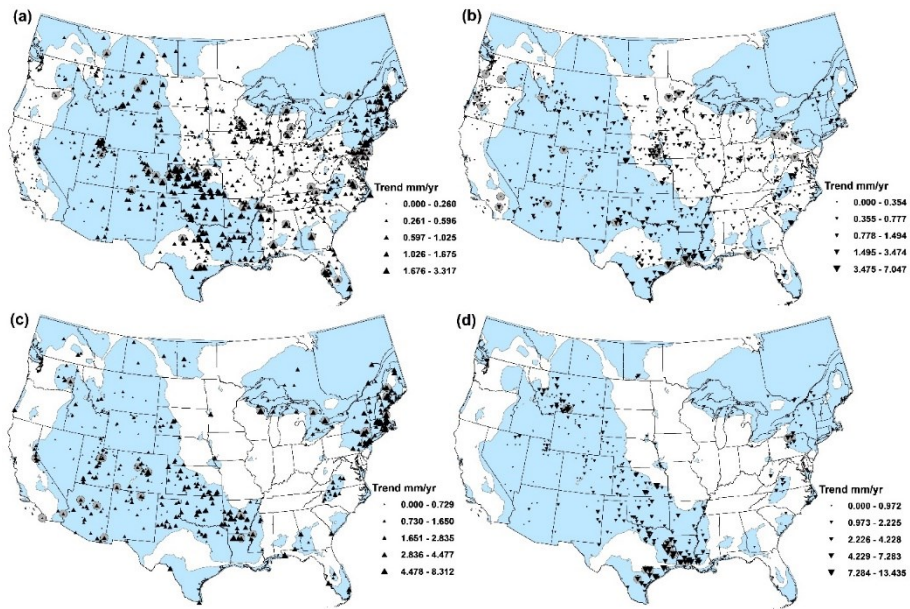 (a)
Trend mm/yr
0.000 - 0.260
0.261 - 0.596
0.597 - 1.025
1.026 - 1.675
1.676 - 3.317
(b)
Trend mm/yr
0.000 - 0.354
0.355 - 0.777
0.778 - 1.494
1.495 - 3.474
3.475 - 7.047
(c)
Trend mm/yr
0.000 - 0.729
0.730 - 1.650
1.651 - 2.835
2.836 - 4.477
4.478 - 8.312
(d)
Trend mm/yr
0.000 - 0.972
0.973 - 2.225
2.226 - 4.228
4.229 - 7.283
7.284 - 13.435